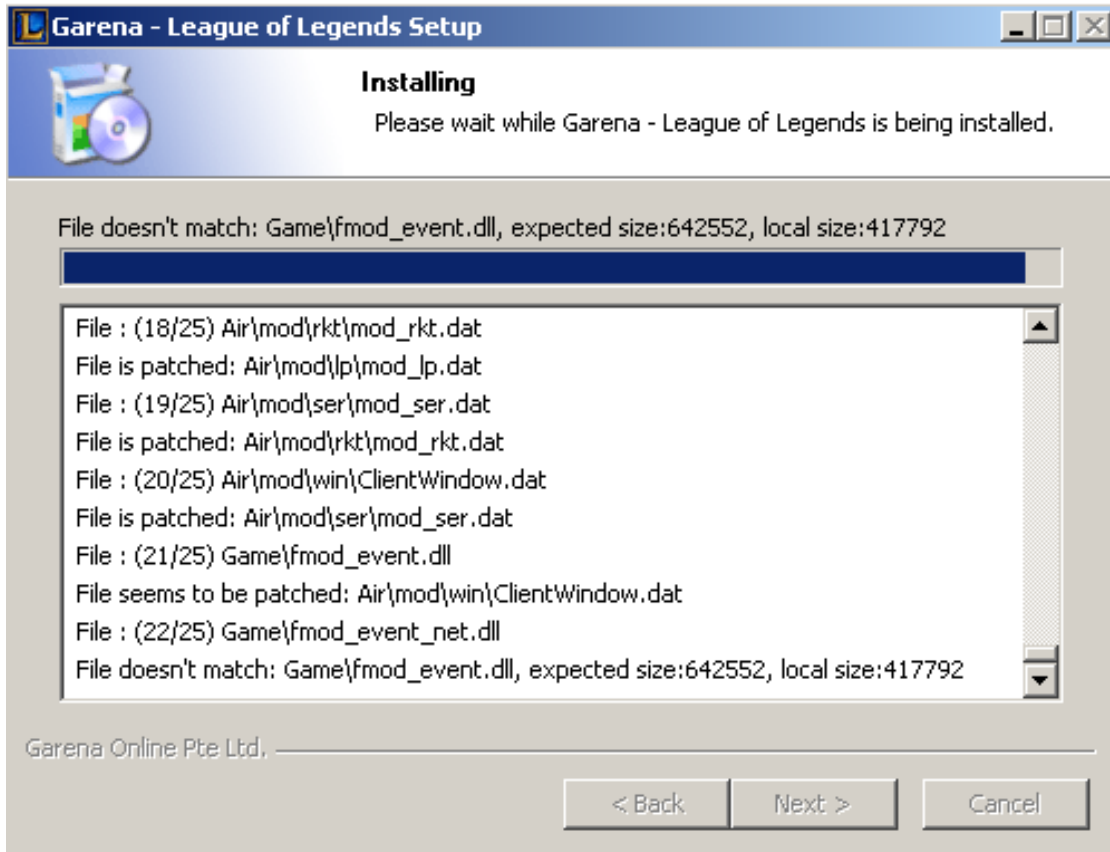 Garena - League of Legends Setup
Installing
Please wait while Garena - League of Legends is being installed.
File doesn't match: Game\fmod_event.dll, expected size:642552, local size:417792
File : (18/25) Air\mod\rkt\mod_rkt.dat
File is patched: Air\mod\lp\mod_lp.dat
File : (19/25) Air\mod\ser\mod_ser.dat
File is patched: Air\mod\rkt\mod_rkt.dat
File : (20/25) Air\mod\win\ClientWindow.dat
File is patched: Air\mod\ser\mod_ser.dat
File : (21/25) Game\fmod_event.dll
File seems to be patched: Air\mod\win\ClientWindow.dat
File : (22/25) Game\fmod_event_net.dll
File doesn't match: Game\fmod_event.dll, expected size:642552, local size:417792
Garena Online Pte Ltd.
< Back Next > Cancel